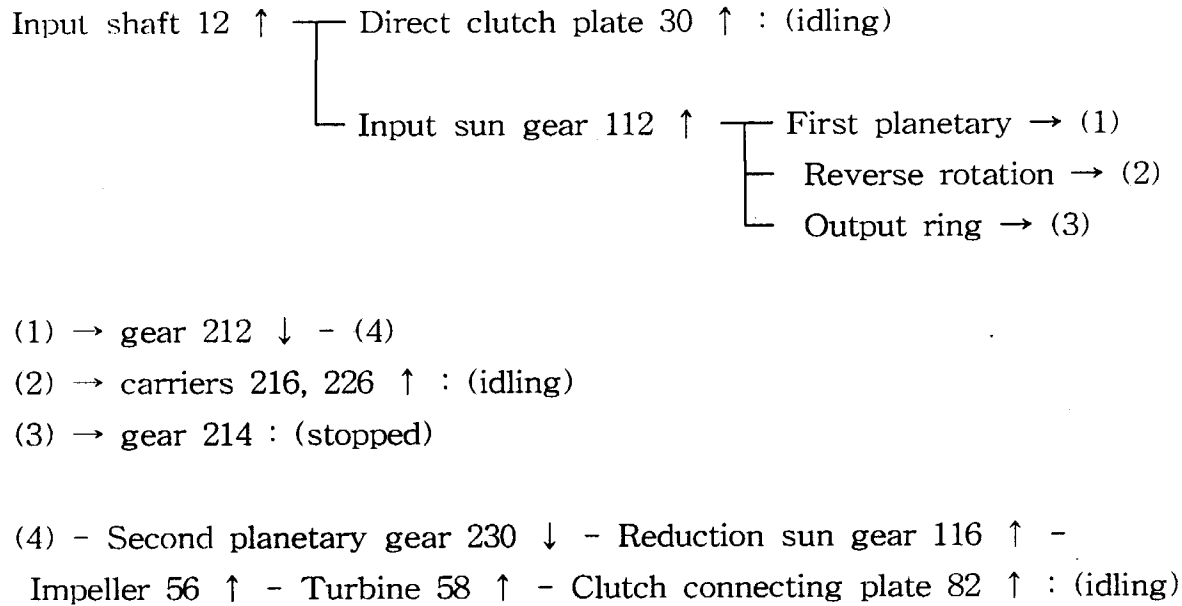 Input shaft 12 ↑ Direct clutch plate 30 ↑ : (idling)
Input sun gear 112 ↑ First planetary → (1)
Reverse rotation → (2)
Output ring → (3)
(1) → gear 212 ↓ - (4)
(2) → carriers 216, 226 ↑ : (idling)
(3) → gear 214 : (stopped)
(4) - Second planetary gear 230 ↓ - Reduction sun gear 116 ↑ -
Impeller 56 ↑ - Turbine 58 ↑ - Clutch connecting plate 82 ↑ : (idling)